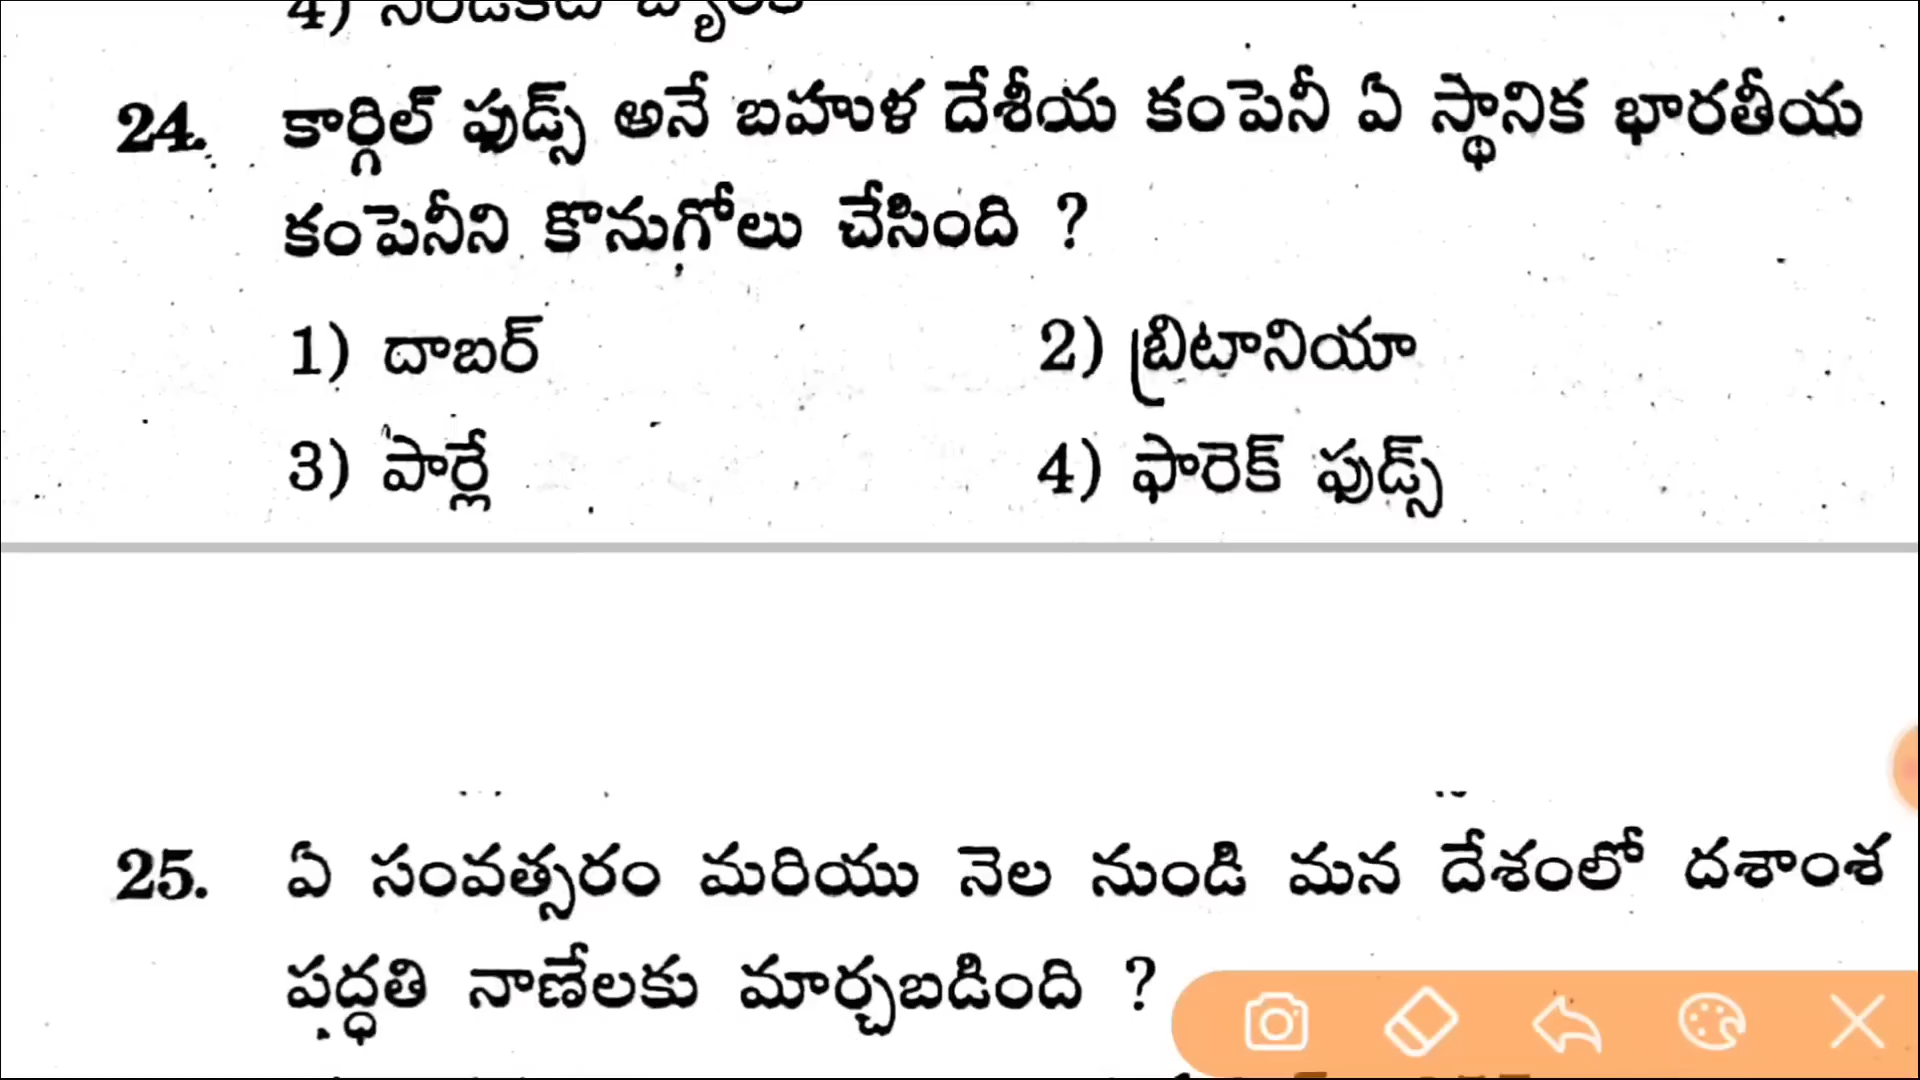 24. కార్గిల్ ఫుడ్స్ అనే బహుళ దేశీయ కంపెనీ ఏ స్థానిక భారతీయ
కంపెనీని కొనుగోలు చేసింది ?
1) దాబర్ 2) బ్రిటానియా
3) పార్లే 4) ఫారెక్ ఫుడ్స్
25. ఏ సంవత్సరం మరియు నెల నుండి మన దేశంలో దశాంశ
పద్ధతి నాణేలకు మార్చబడింది ?